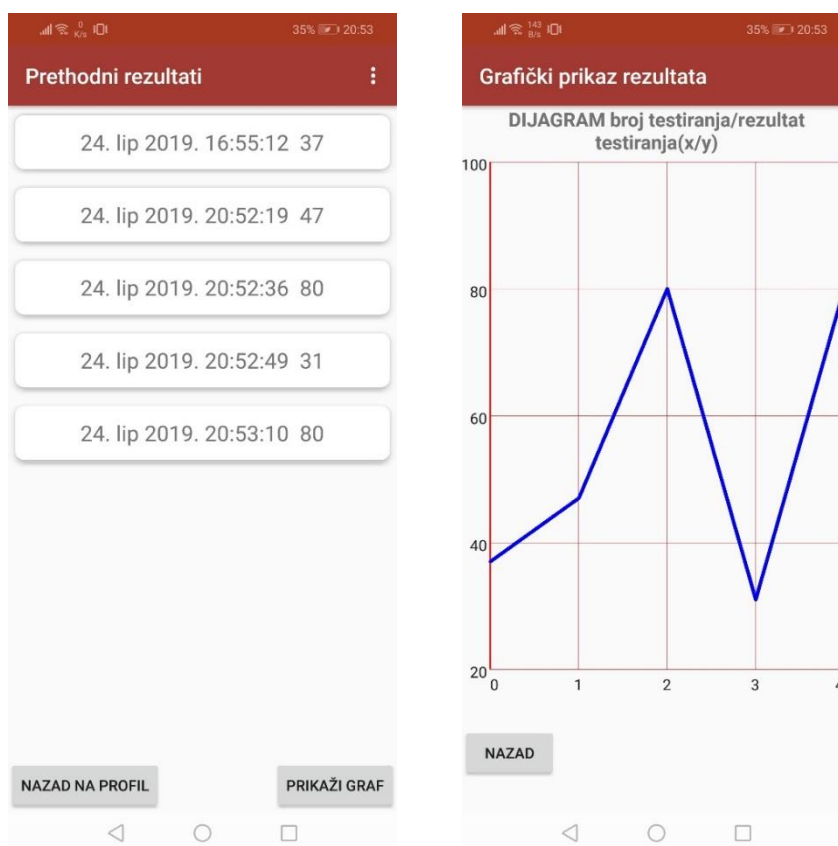 0 K/s 35% 20:53
Prethodni rezultati
24. lip 2019. 16:55:12 37
24. lip 2019. 20:52:19 47
24. lip 2019. 20:52:36 80
24. lip 2019. 20:52:49 31
24. lip 2019. 20:53:10 80
NAZAD NA PROFIL PRIKAŽI GRAF
143 B/s 35% 20:53
Grafički prikaz rezultata
DIJAGRAM broj testiranja/rezultat
testiranja(x/y)
100
80
60
40
20
0 1 2 3 4
NAZAD